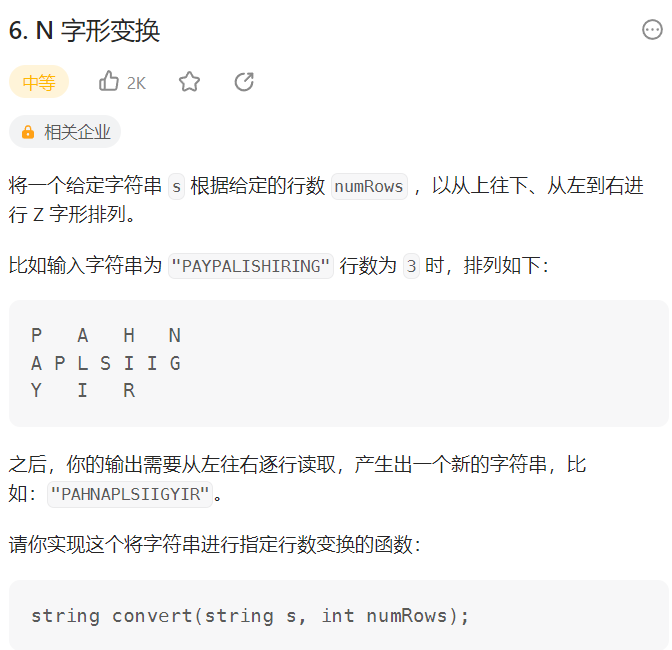 6. N 字形变换
中等 2K
相关企业
将一个给定字符串 s 根据给定的行数 numRows ，以从上往下、从左到右进
行 Z 字形排列。
比如输入字符串为 "PAYPALISHIRING" 行数为 3 时，排列如下：
P   A   H   N
A P L S I I G
Y   I   R
之后，你的输出需要从左往右逐行读取，产生出一个新的字符串，比
如："PAHNAPLSIIGYIR"。
请你实现这个将字符串进行指定行数变换的函数：
string convert(string s, int numRows);